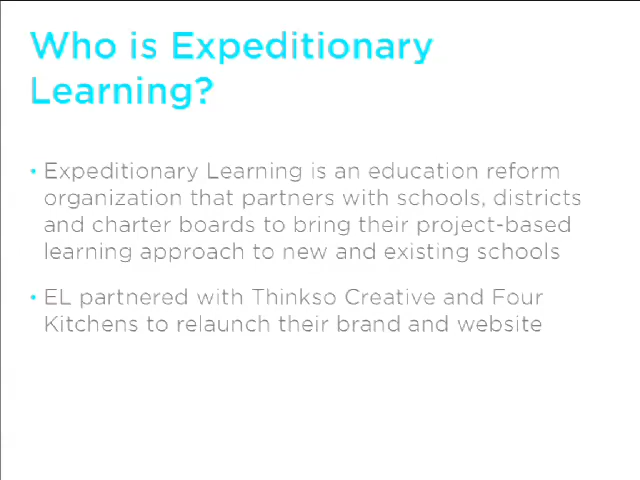 Who is Expeditionary
Learning?
• Expeditionary Learning is an education reform
organization that partners with schools, districts
and charter boards to bring their project-based
learning approach to new and existing schools
• EL partnered with Thinkso Creative and Four
Kitchens to relaunch their brand and website